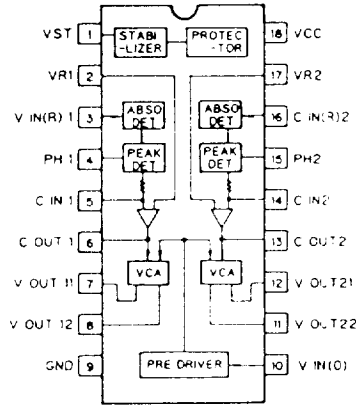 VST 1 STABI -LIZER PROTEC -TOR 18 VCC
VR1 2 17 VR2
V IN(R) 1 3 ABSO DET ABSO DET 16 C IN(R) 2
PH 1 4 PEAK DET PEAK DET 15 PH2
C IN 1 5 14 C IN2
C OUT 1 6 13 C OUT2
V OUT 11 7 VCA VCA 12 V OUT21
V OUT 12 8 11 V OUT22
GND 9 PRE DRIVER 10 V IN(O)